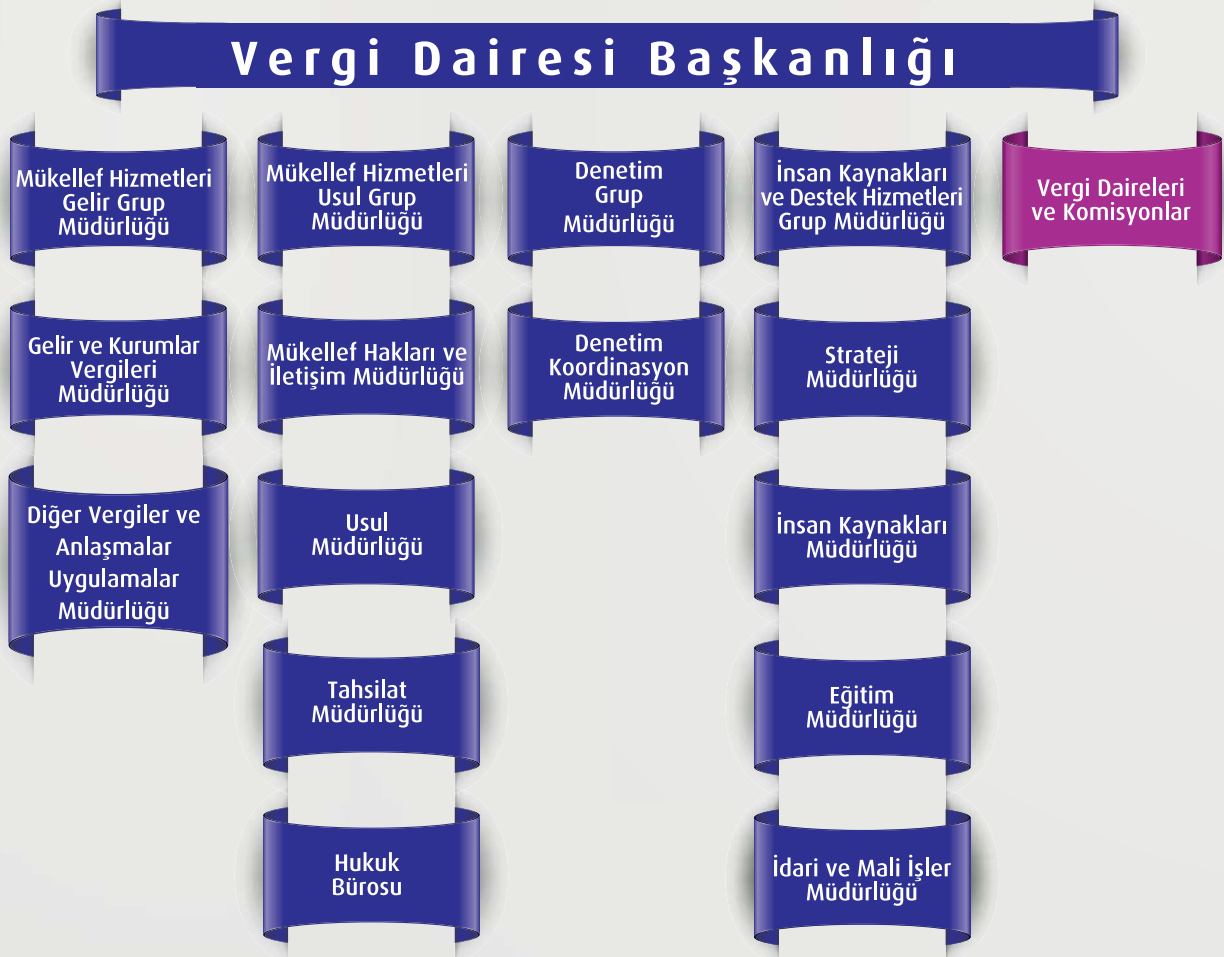 Vergi Dairesi Başkanlığı
Mükellef Hizmetleri
Gelir Grup
Müdürlüğü
Gelir ve Kurumlar
Vergileri
Müdürlüğü
Diğer Vergiler ve
Anlaşmalar
Uygulamalar
Müdürlüğü
Mükellef Hizmetleri
Usul Grup
Müdürlüğü
Mükellef Hakları ve
İletişim Müdürlüğü
Usul
Müdürlüğü
Tahsilat
Müdürlüğü
Hukuk
Bürosu
Denetim
Grup
Müdürlüğü
Denetim
Koordinasyon
Müdürlüğü
İnsan Kaynakları
ve Destek Hizmetleri
Grup Müdürlüğü
Strateji
Müdürlüğü
İnsan Kaynakları
Müdürlüğü
Eğitim
Müdürlüğü
İdari ve Mali İşler
Müdürlüğü
Vergi Daireleri
ve Komisyonlar